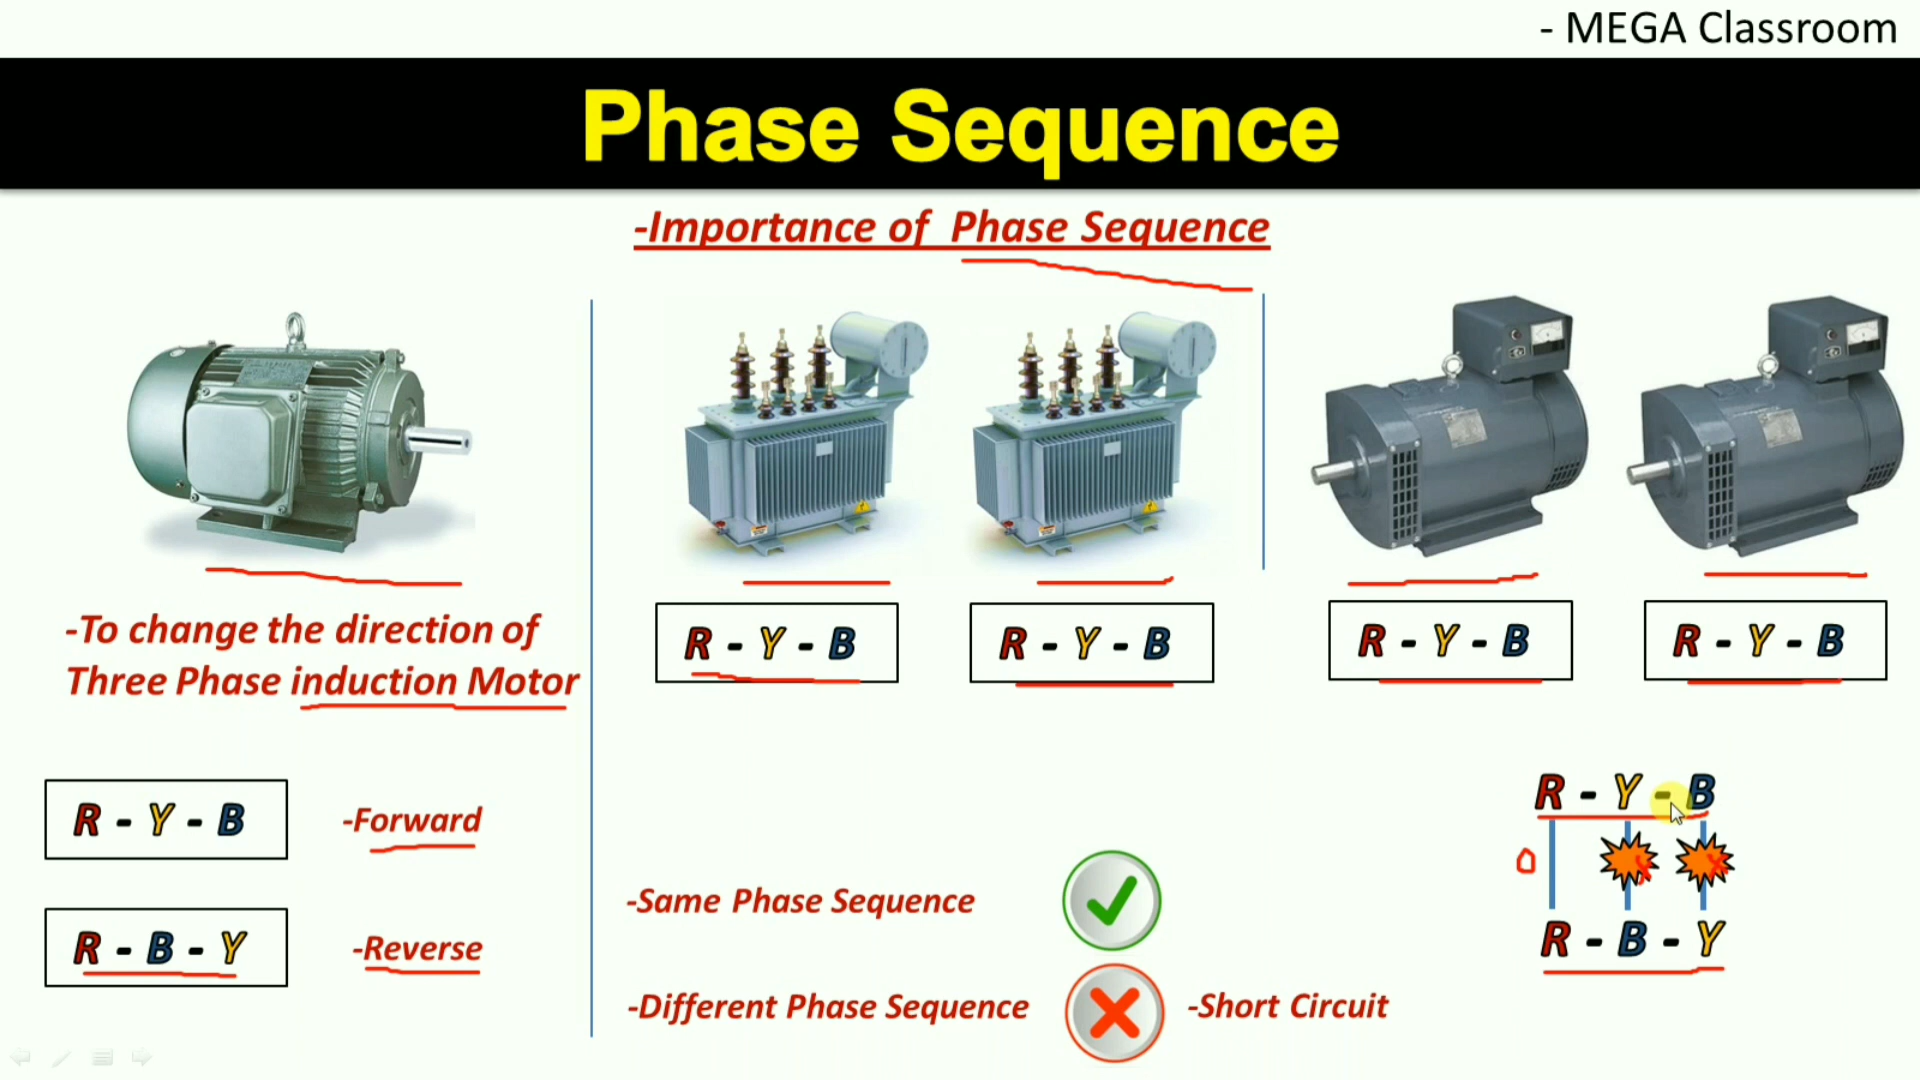 - MEGA Classroom
Phase Sequence
-Importance of Phase Sequence
-To change the direction of
Three Phase induction Motor
R - Y - B
-Forward
R - B - Y
-Reverse
R - Y - B
R - Y - B
R - Y - B
R - Y - B
-Same Phase Sequence
-Different Phase Sequence
-Short Circuit
R - Y - B
R - B - Y